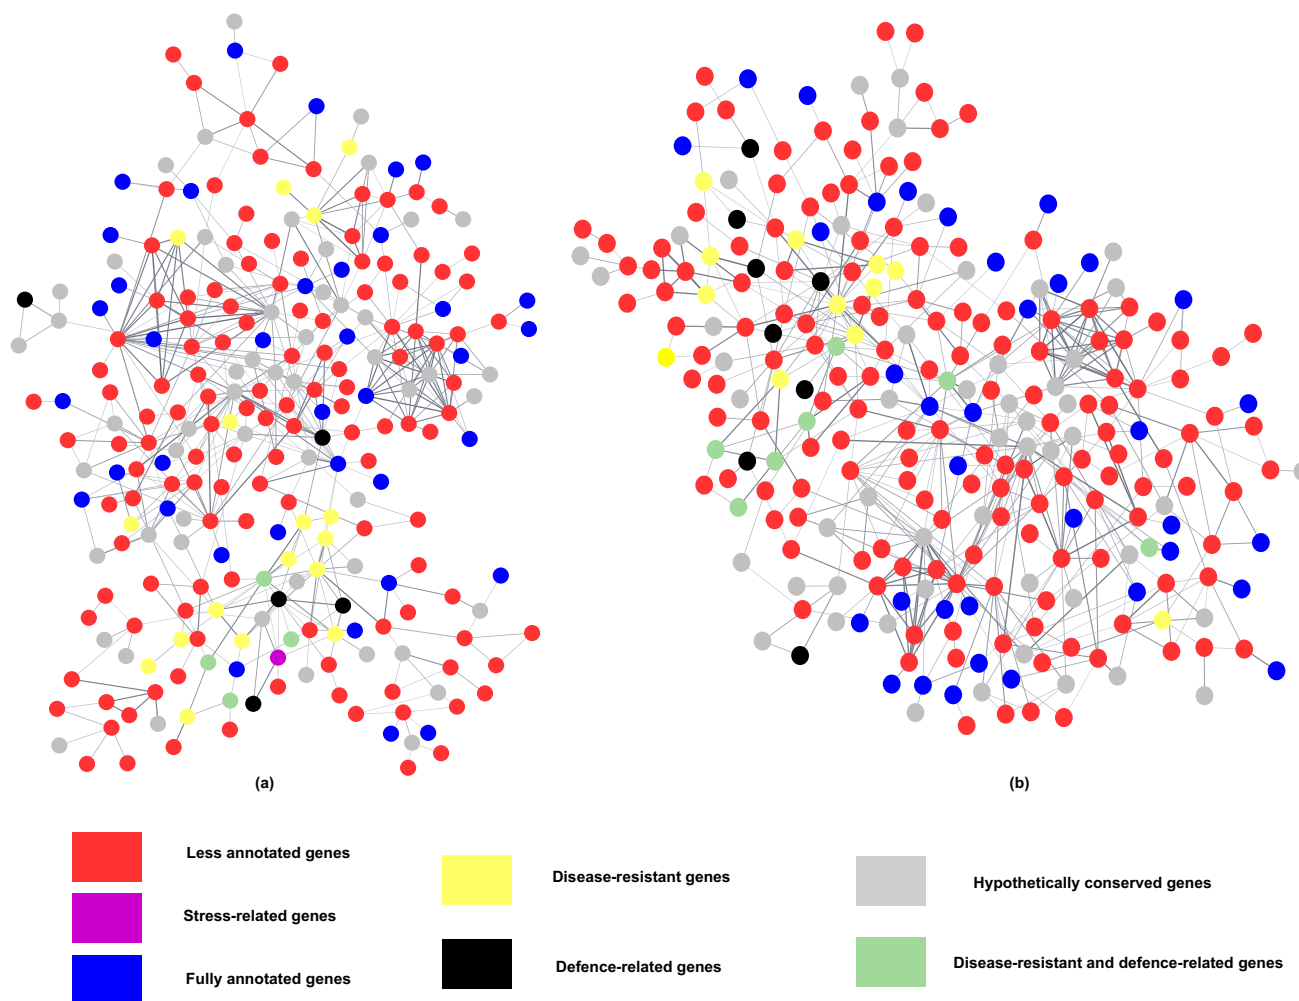 (a)
(b)
Less annotated genes
Stress-related genes
Fully annotated genes
Disease-resistant genes
Defence-related genes
Hypothetically conserved genes
Disease-resistant and defence-related genes